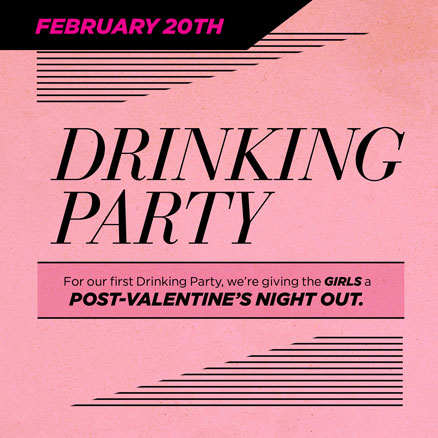 FEBRUARY 20TH
DRINKING
PARTY
For our first Drinking Party, we're giving the GIRLS a
POST-VALENTINE'S NIGHT OUT.